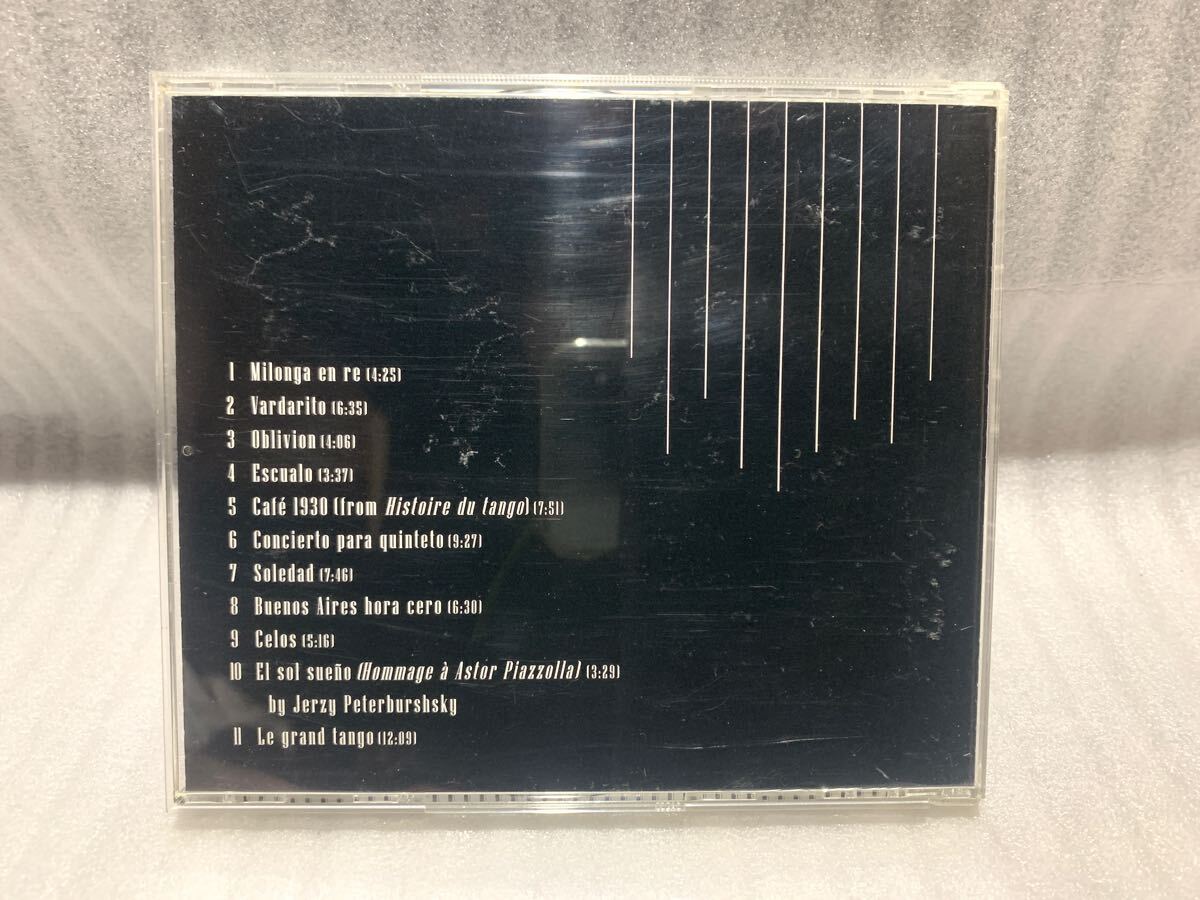 1 Milonga en re (4:25)
2 Vardarito (6:35)
3 Oblivion (4:06)
4 Escualo (3:37)
5 Café 1930 (from Histoire du tango) (7:51)
6 Concierto para quinteto (9:27)
7 Soledad (7:46)
8 Buenos Aires hora cero (6:30)
9 Celos (5:16)
10 El sol sueño (Hommage à Astor Piazzolla) (3:29)
by Jerzy Peterburshsky
11 Le grand tango (12:09)